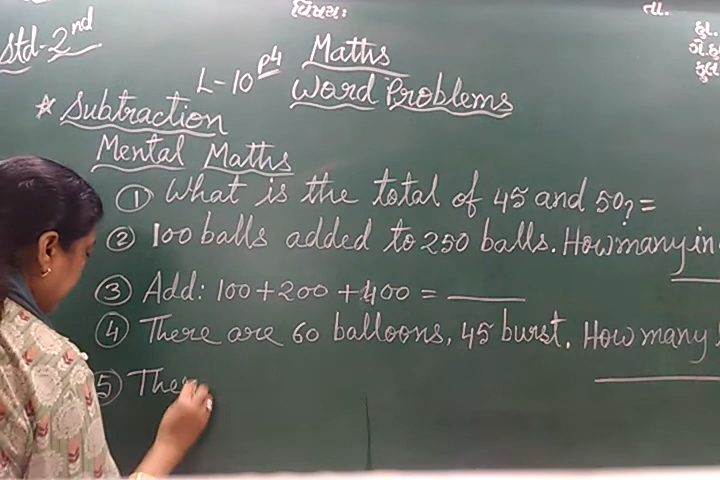 વિષય:
તા.
Std-2nd
L-10 P4 Maths
Word Problems
* Subtraction
Mental Maths
① What is the total of 45 and 50? =
② 100 balls added to 250 balls. How many in
③ Add: 100+200+400 = ______
④ There are 60 balloons, 45 burst. How many
⑤ The